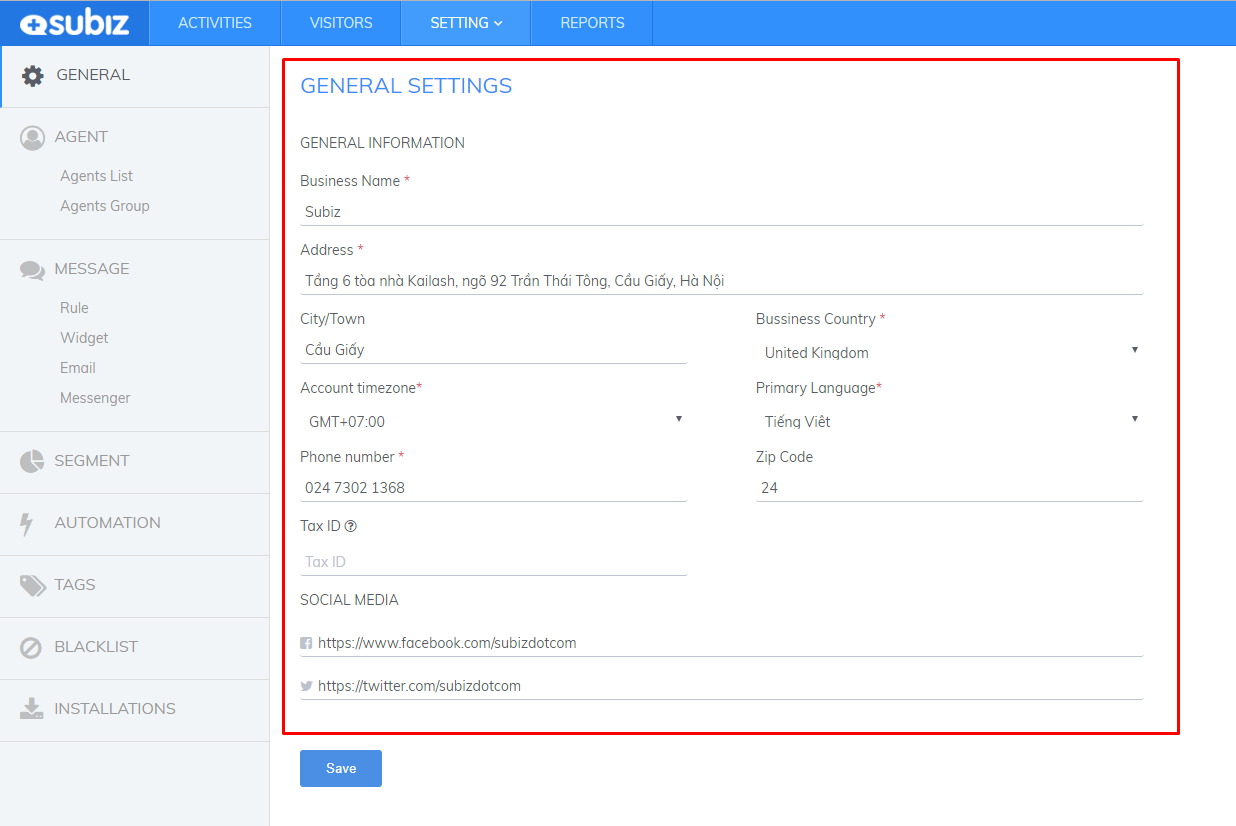 subiz ACTIVITIES VISITORS SETTING REPORTS
GENERAL
AGENT
Agents List
Agents Group
MESSAGE
Rule
Widget
Email
Messenger
SEGMENT
AUTOMATION
TAGS
BLACKLIST
INSTALLATIONS
GENERAL SETTINGS
GENERAL INFORMATION
Business Name *
Subiz
Address *
Tầng 6 tòa nhà Kailash, ngõ 92 Trần Thái Tông, Cầu Giấy, Hà Nội
City/Town Bussiness Country *
Cầu Giấy United Kingdom
Account timezone* Primary Language*
GMT+07:00 Tiếng Việt
Phone number * Zip Code
024 7302 1368 24
Tax ID
Tax ID
SOCIAL MEDIA
https://www.facebook.com/subizdotcom
https://twitter.com/subizdotcom
Save